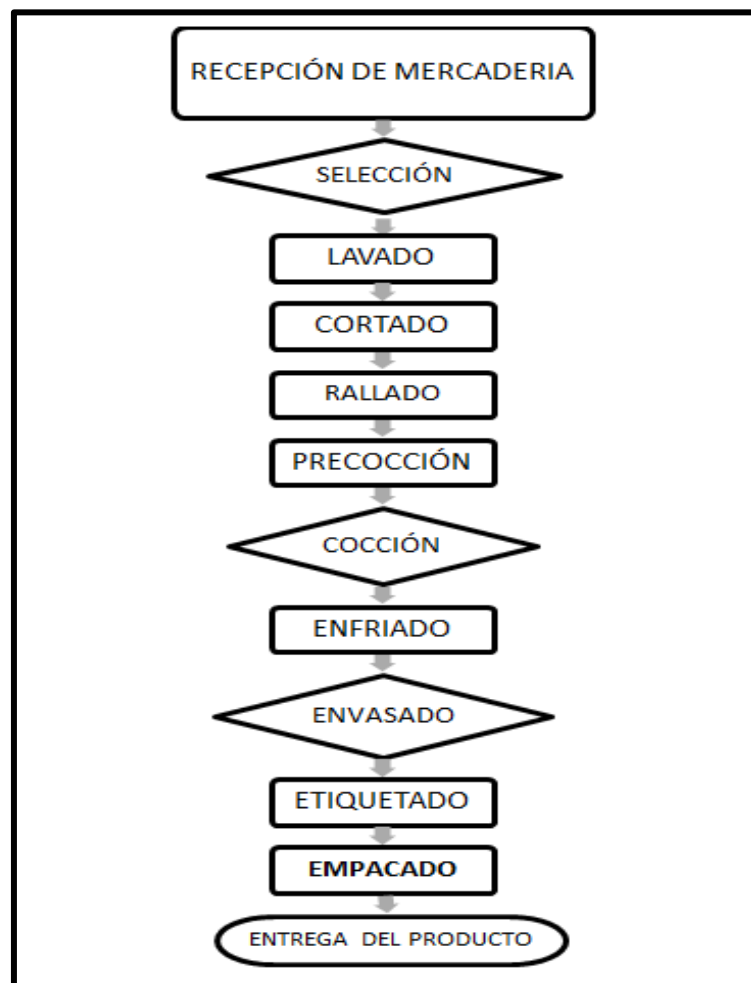 RECEPCIÓN DE MERCADERIA
SELECCIÓN
LAVADO
CORTADO
RALLADO
PRECOCCIÓN
COCCIÓN
ENFRIADO
ENVASADO
ETIQUETADO
EMPACADO
ENTREGA DEL PRODUCTO